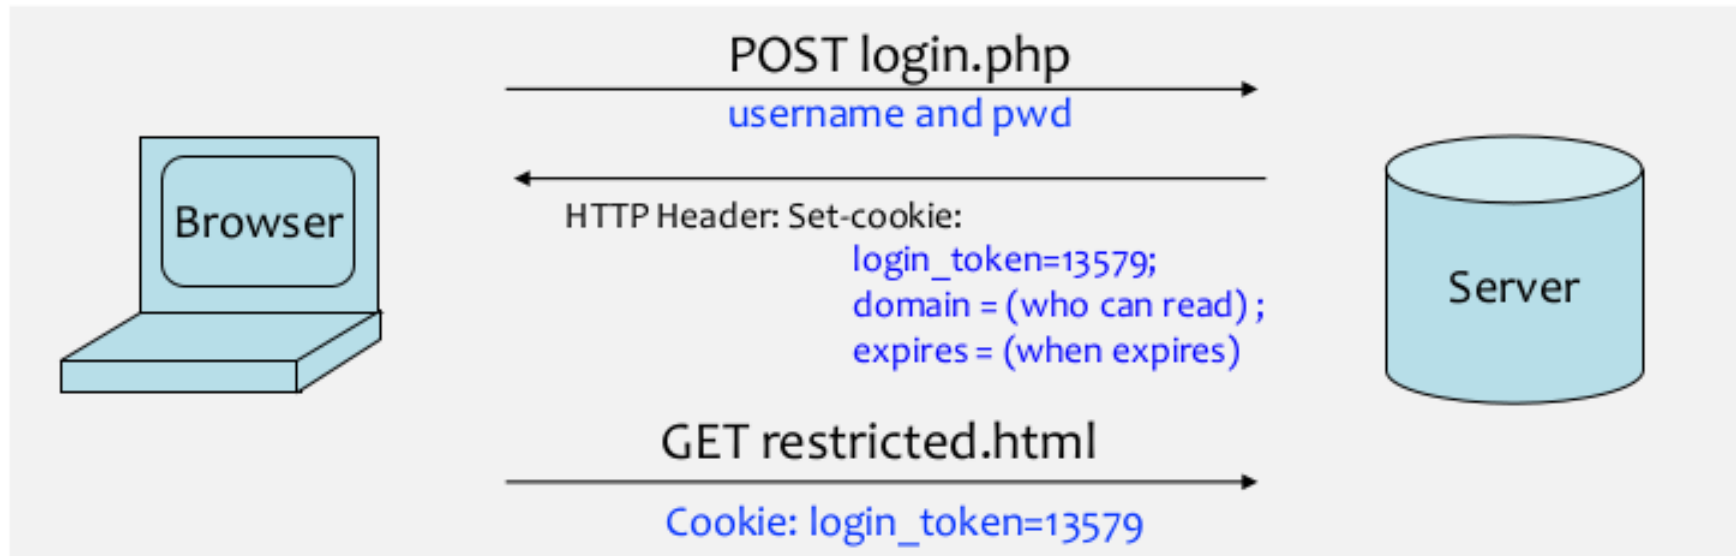 POST login.php
username and pwd
Browser
HTTP Header: Set-cookie:
login_token=13579;
domain = (who can read) ;
expires = (when expires)
Server
GET restricted.html
Cookie: login_token=13579